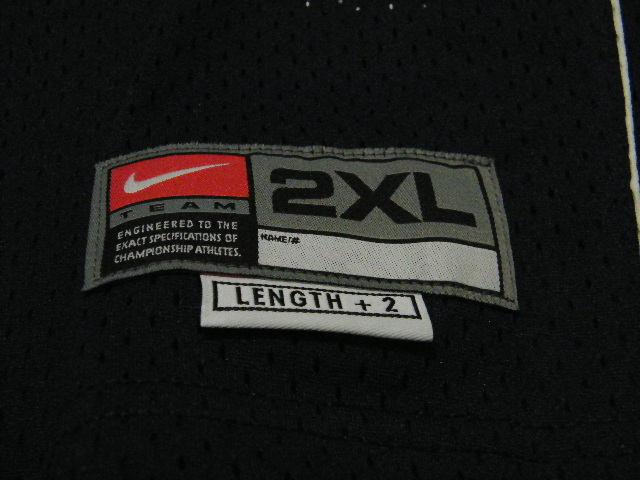 TEAM
ENGINEERED TO THE
EXACT SPECIFICATIONS OF
CHAMPIONSHIP ATHLETES.
2XL
NAME/#
LENGTH + 2